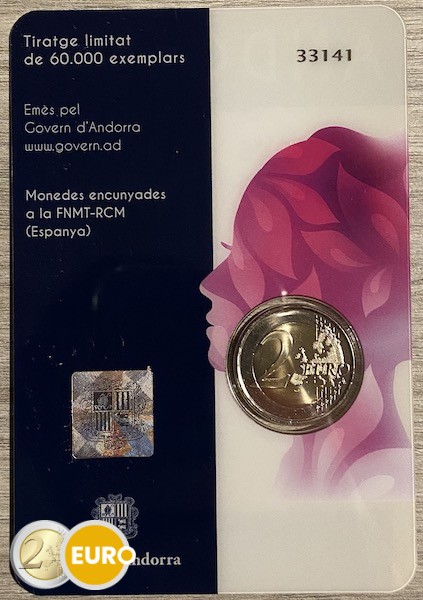 Tiratge limitat
de 60.000 exemplars
33141
Emès pel
Govern d'Andorra
www.govern.ad
Monedes encunyades
a la FNMT-RCM
(Espanya)
2 EURO
2 EURO